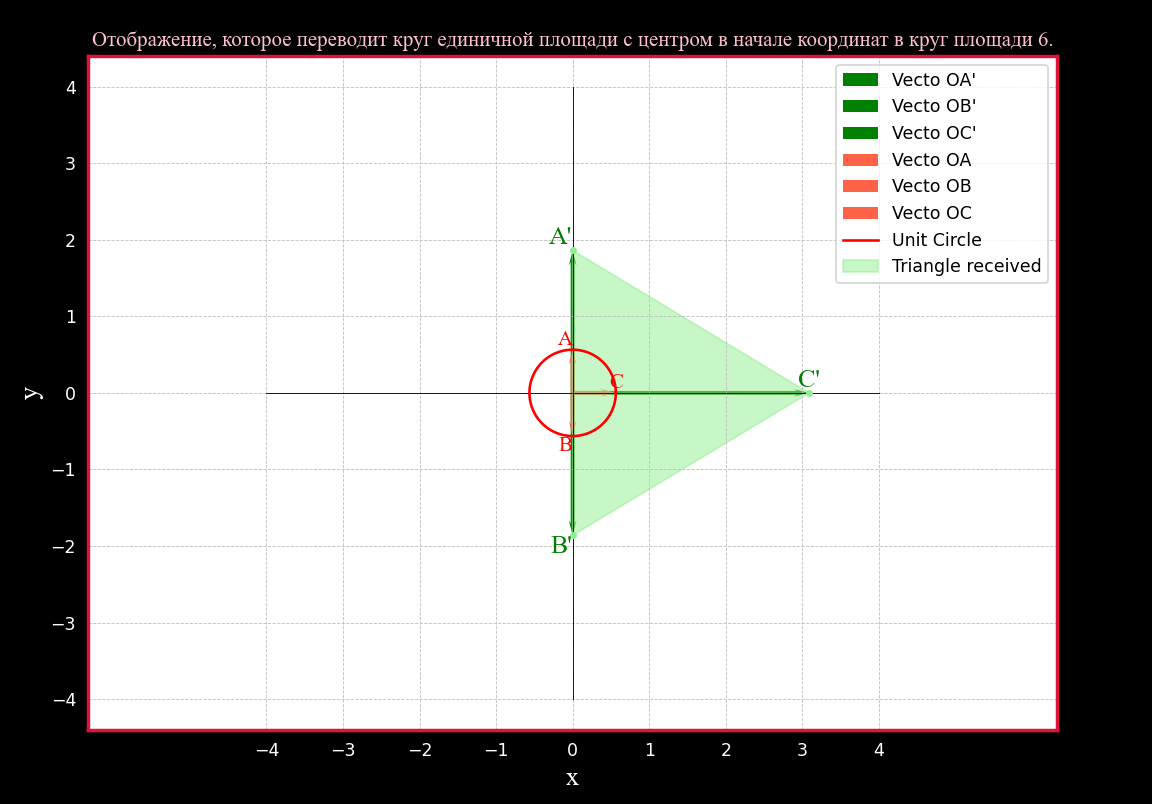 Отображение, которое переводит круг единичной площади с центром в начале координат в круг площади 6.
Vecto OA'
Vecto OB'
Vecto OC'
Vecto OA
Vecto OB
Vecto OC
Unit Circle
Triangle received
4
3
2
1
0
−1
−2
−3
−4
y
A'
A
C
C'
B
B'
−4
−3
−2
−1
0
1
2
3
4
x